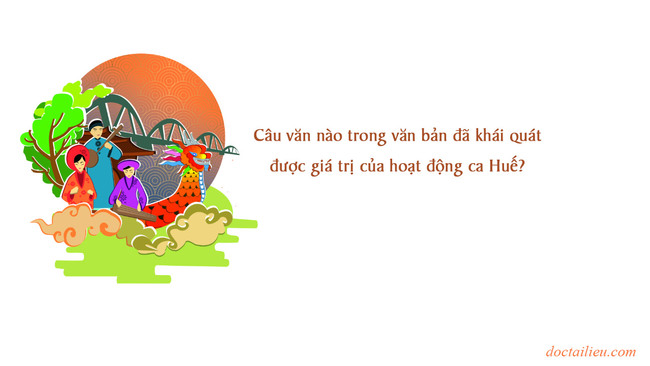 Câu văn nào trong văn bản đã khái quát
được giá trị của hoạt động ca Huế?
doctailieu.com